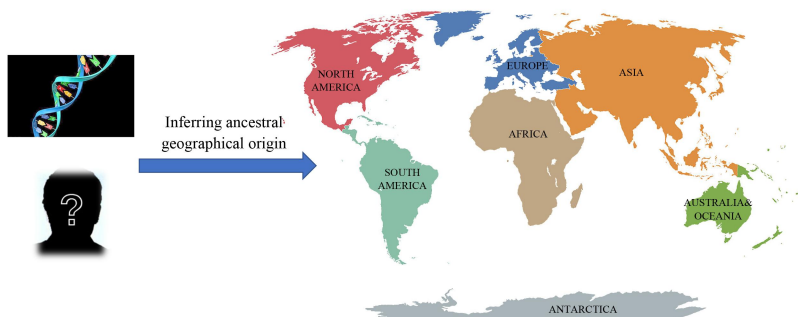 Inferring ancestral
geographical origin
?
NORTH
AMERICA
EUROPE
ASIA
AFRICA
SOUTH
AMERICA
AUSTRALIA&
OCEANIA
ANTARCTICA